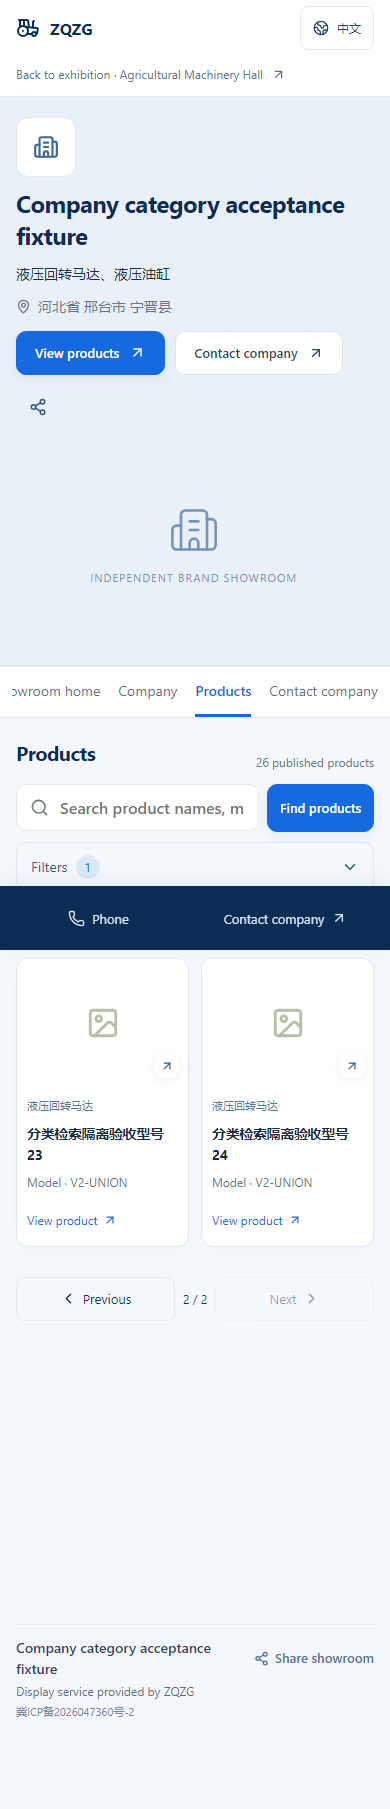 ZQZG
中文
Back to exhibition · Agricultural Machinery Hall
Company category acceptance
fixture
液压回转马达、液压油缸
河北省 邢台市 宁晋县
View products
Contact company
INDEPENDENT BRAND SHOWROOM
owroom home
Company
Products
Contact company
Products
26 published products
Search product names, m
Find products
Filters
1
Phone
Contact company
液压回转马达
分类检索隔离验收型号
23
Model · V2-UNION
View product
液压回转马达
分类检索隔离验收型号
24
Model · V2-UNION
View product
Previous
2 / 2
Next
Company category acceptance
fixture
Share showroom
Display service provided by ZQZG
冀ICP备2026047360号-2